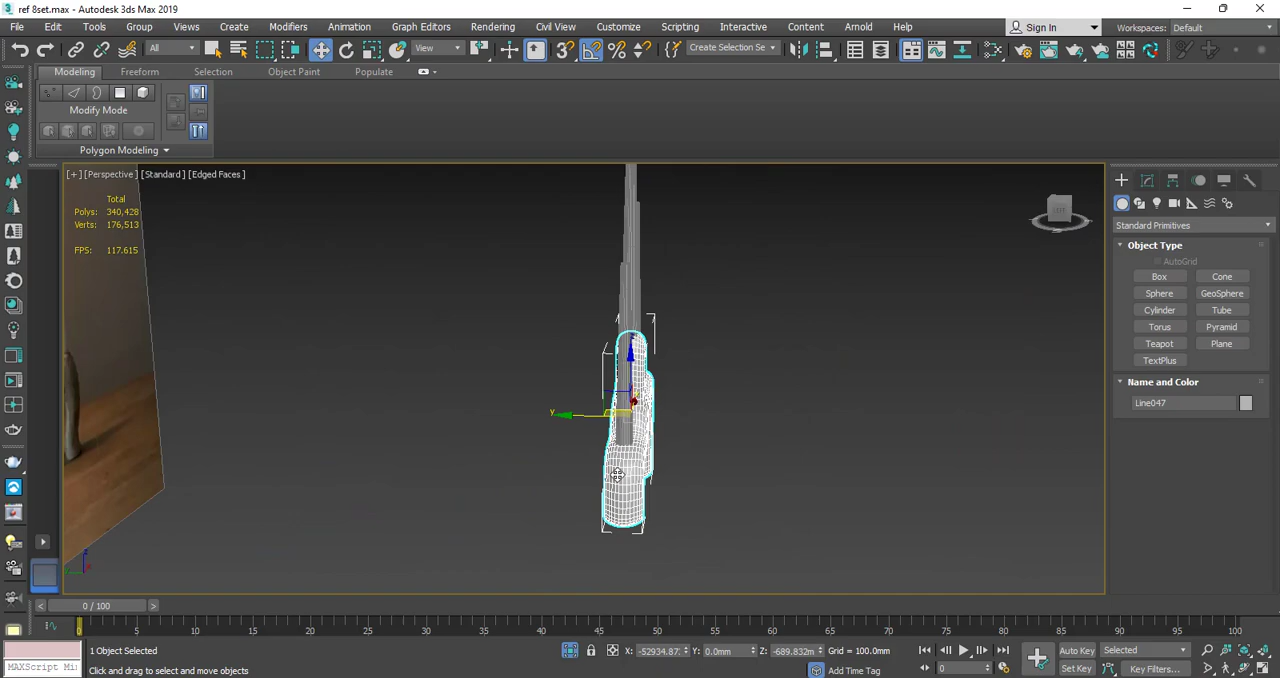 ref 8set.max - Autodesk 3ds Max 2019
File Edit Tools Group Views Create Modifiers Animation Graph Editors Rendering Civil View Customize Scripting Interactive Content Arnold Help Sign In Workspaces: Default
All View Create Selection Se
Modeling Freeform Selection Object Paint Populate
Modify Mode
Polygon Modeling
[+] [Perspective] [Standard] [Edged Faces]
Total
Polys: 340,428
Verts: 176,513
FPS: 117.615
Standard Primitives
Object Type
AutoGrid
Box Cone
Sphere GeoSphere
Cylinder Tube
Torus Pyramid
Teapot Plane
TextPlus
Name and Color
Line047
y
0 / 100
0 5 10 15 20 25 30 35 40 45 50 55 60 65 70 75 80 85 90 95 100
1 Object Selected X: -52934.87 Y: 0.0mm Z: -689.832m Grid = 100.0mm Auto Key Selected
MAXScript Mi Click and drag to select and move objects Add Time Tag 0 Set Key Key Filters...